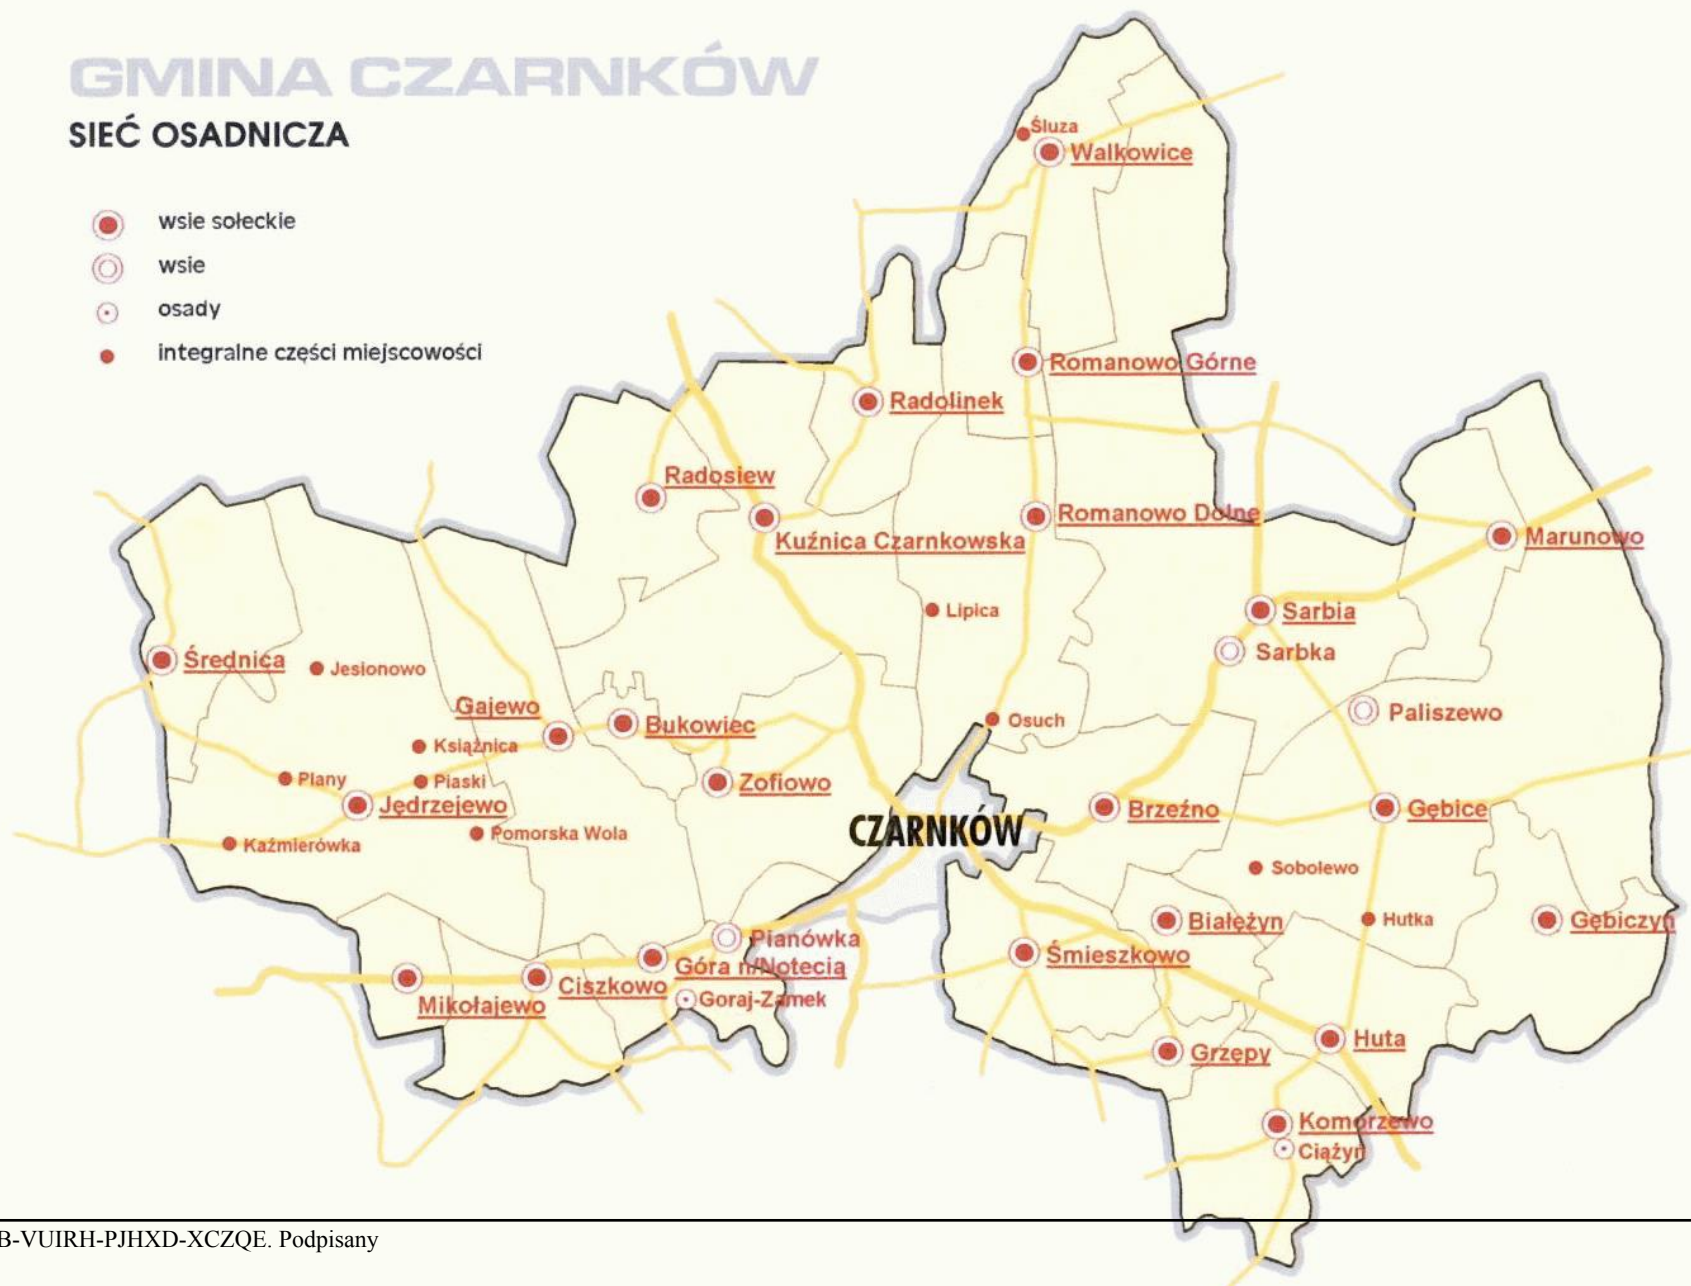 GMINA CZARNKÓW
SIEĆ OSADNICZA
wsie sołeckie
wsie
osady
integralne części miejscowości
Śluza
Walkowice
Romanowo Górne
Radolinek
Radosiew
Kuźnica Czarnkowska
Romanowo Dolne
Marunowo
Lipica
Sarbia
Sarbka
Średnica
Jesionowo
Gajewo
Bukowiec
Osuch
Paliszewo
Książnica
Plany
Piaski
Zofiowo
Jędrzejewo
Brzeźno
Gębice
CZARNKÓW
Pomorska Wola
Kaźmierówka
Sobolewo
Białężyn
Hutka
Gębiczyn
Pianówka
Śmieszkowo
Góra n/Notecią
Ciszkowo
Mikołajewo
Goraj-Zamek
Huta
Grzępy
Komorzewo
Ciążyń
B-VUIRH-PJHXD-XCZQE. Podpisany